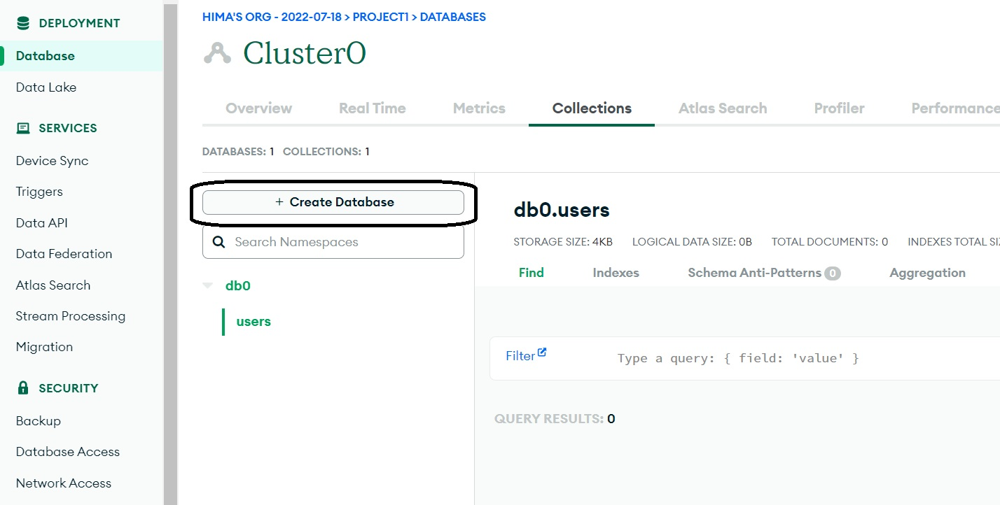 DEPLOYMENT
Database
Data Lake
SERVICES
Device Sync
Triggers
Data API
Data Federation
Atlas Search
Stream Processing
Migration
SECURITY
Backup
Database Access
Network Access
HIMA'S ORG - 2022-07-18 > PROJECT1 > DATABASES
Cluster0
Overview Real Time Metrics Collections Atlas Search Profiler Performance
DATABASES: 1 COLLECTIONS: 1
+ Create Database
Search Namespaces
db0
users
db0.users
STORAGE SIZE: 4KB LOGICAL DATA SIZE: 0B TOTAL DOCUMENTS: 0 INDEXES TOTAL
Find Indexes Schema Anti-Patterns 0 Aggregation
Filter Type a query: { field: 'value' }
QUERY RESULTS: 0